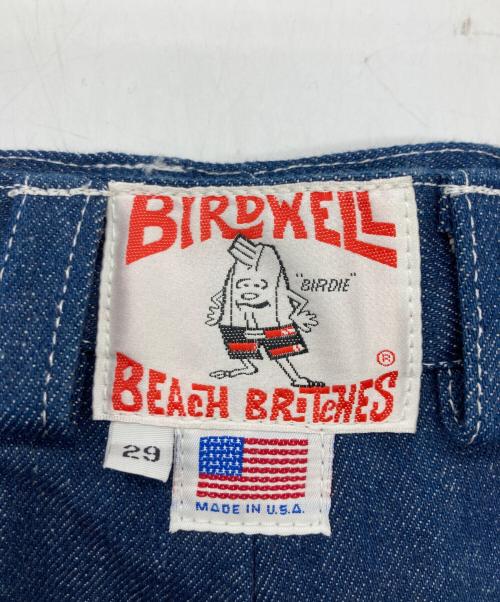 BIRDWELL
"BIRDIE"
®
BEACH BRITCHES
29
MADE IN U.S.A.